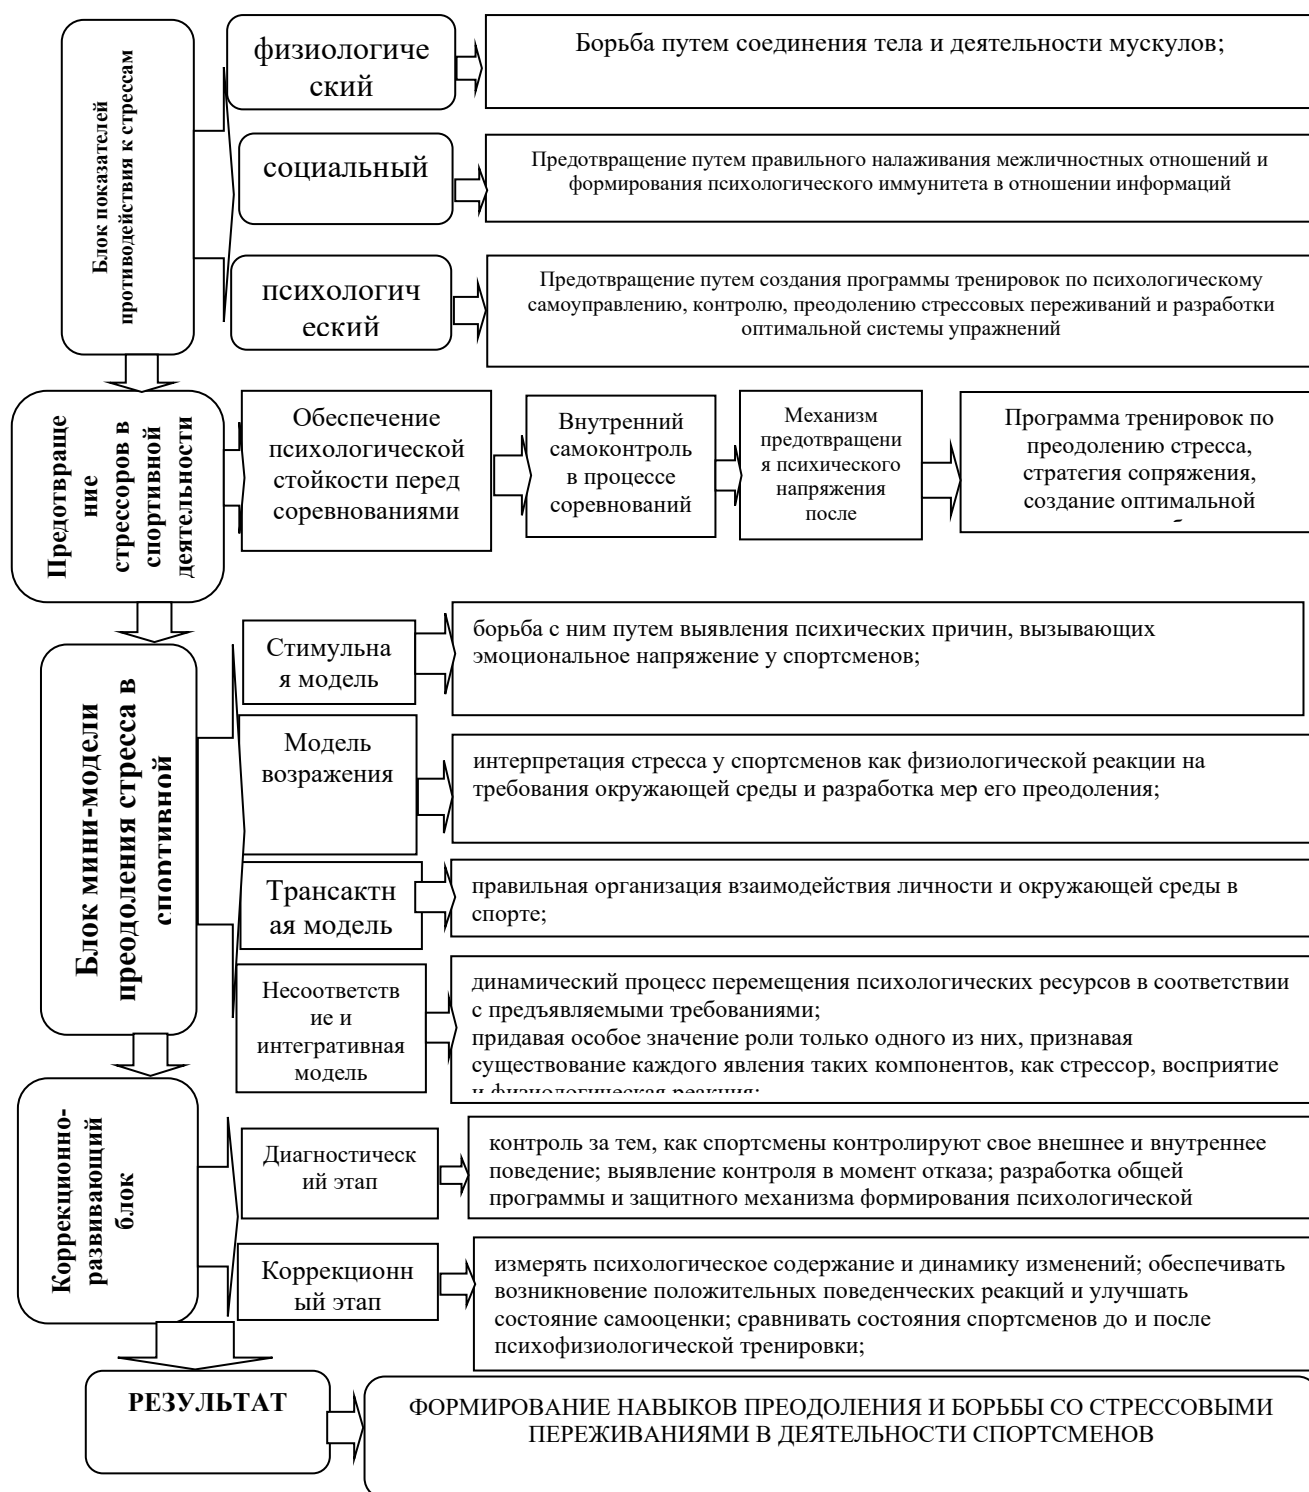 Блок показателей
противодействия к стрессам
физиологиче
ский
Борьба путем соединения тела и деятельности мускулов;
социальный
Предотвращение путем правильного налаживания межличностных отношений и
формирования психологического иммунитета в отношении информаций
психологич
еский
Предотвращение путем создания программы тренировок по психологическому
самоуправлению, контролю, преодолению стрессовых переживаний и разработки
оптимальной системы упражнений
Предотвраще
ние
стрессоров в
спортивной
деятельности
Обеспечение
психологической
стойкости перед
соревнованиями
Внутренний
самоконтроль
в процессе
соревнований
Механизм
предотвращени
я психического
напряжения
после
Программа тренировок по
преодолению стресса,
стратегия сопряжения,
создание оптимальной
Блок мини-модели
преодоления стресса в
спортивной
Стимульна
я модель
борьба с ним путем выявления психических причин, вызывающих
эмоциональное напряжение у спортсменов;
Модель
возражения
интерпретация стресса у спортсменов как физиологической реакции на
требования окружающей среды и разработка мер его преодоления;
Трансактн
ая модель
правильная организация взаимодействия личности и окружающей среды в
спорте;
Несоответств
ие и
интегративная
модель
динамический процесс перемещения психологических ресурсов в соответствии
с предъявляемыми требованиями;
придавая особое значение роли только одного из них, признавая
существование каждого явления таких компонентов, как стрессор, восприятие
и физиологическая реакция;
Коррекционно-
развивающий
блок
Диагностическ
ий этап
контроль за тем, как спортсмены контролируют свое внешнее и внутреннее
поведение; выявление контроля в момент отказа; разработка общей
программы и защитного механизма формирования психологической
Коррекционн
ый этап
измерять психологическое содержание и динамику изменений; обеспечивать
возникновение положительных поведенческих реакций и улучшать
состояние самооценки; сравнивать состояния спортсменов до и после
психофизиологической тренировки;
РЕЗУЛЬТАТ
ФОРМИРОВАНИЕ НАВЫКОВ ПРЕОДОЛЕНИЯ И БОРЬБЫ СО СТРЕССОВЫМИ
ПЕРЕЖИВАНИЯМИ В ДЕЯТЕЛЬНОСТИ СПОРТСМЕНОВ